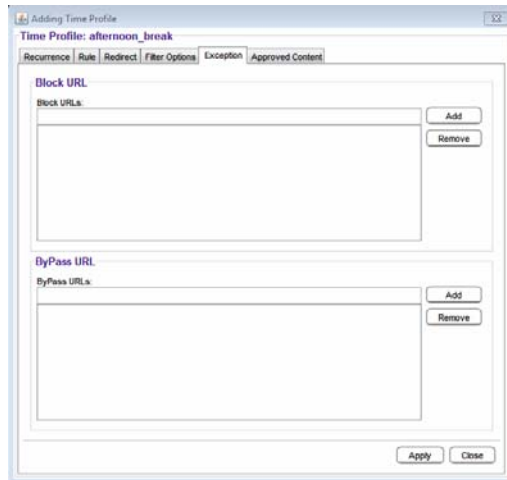 Adding Time Profile
Time Profile: afternoon_break
Recurrence Rule Redirect Filter Options Exception Approved Content
Block URL
Block URLs:
Add
Remove
ByPass URL
ByPass URLs:
Add
Remove
Apply Close